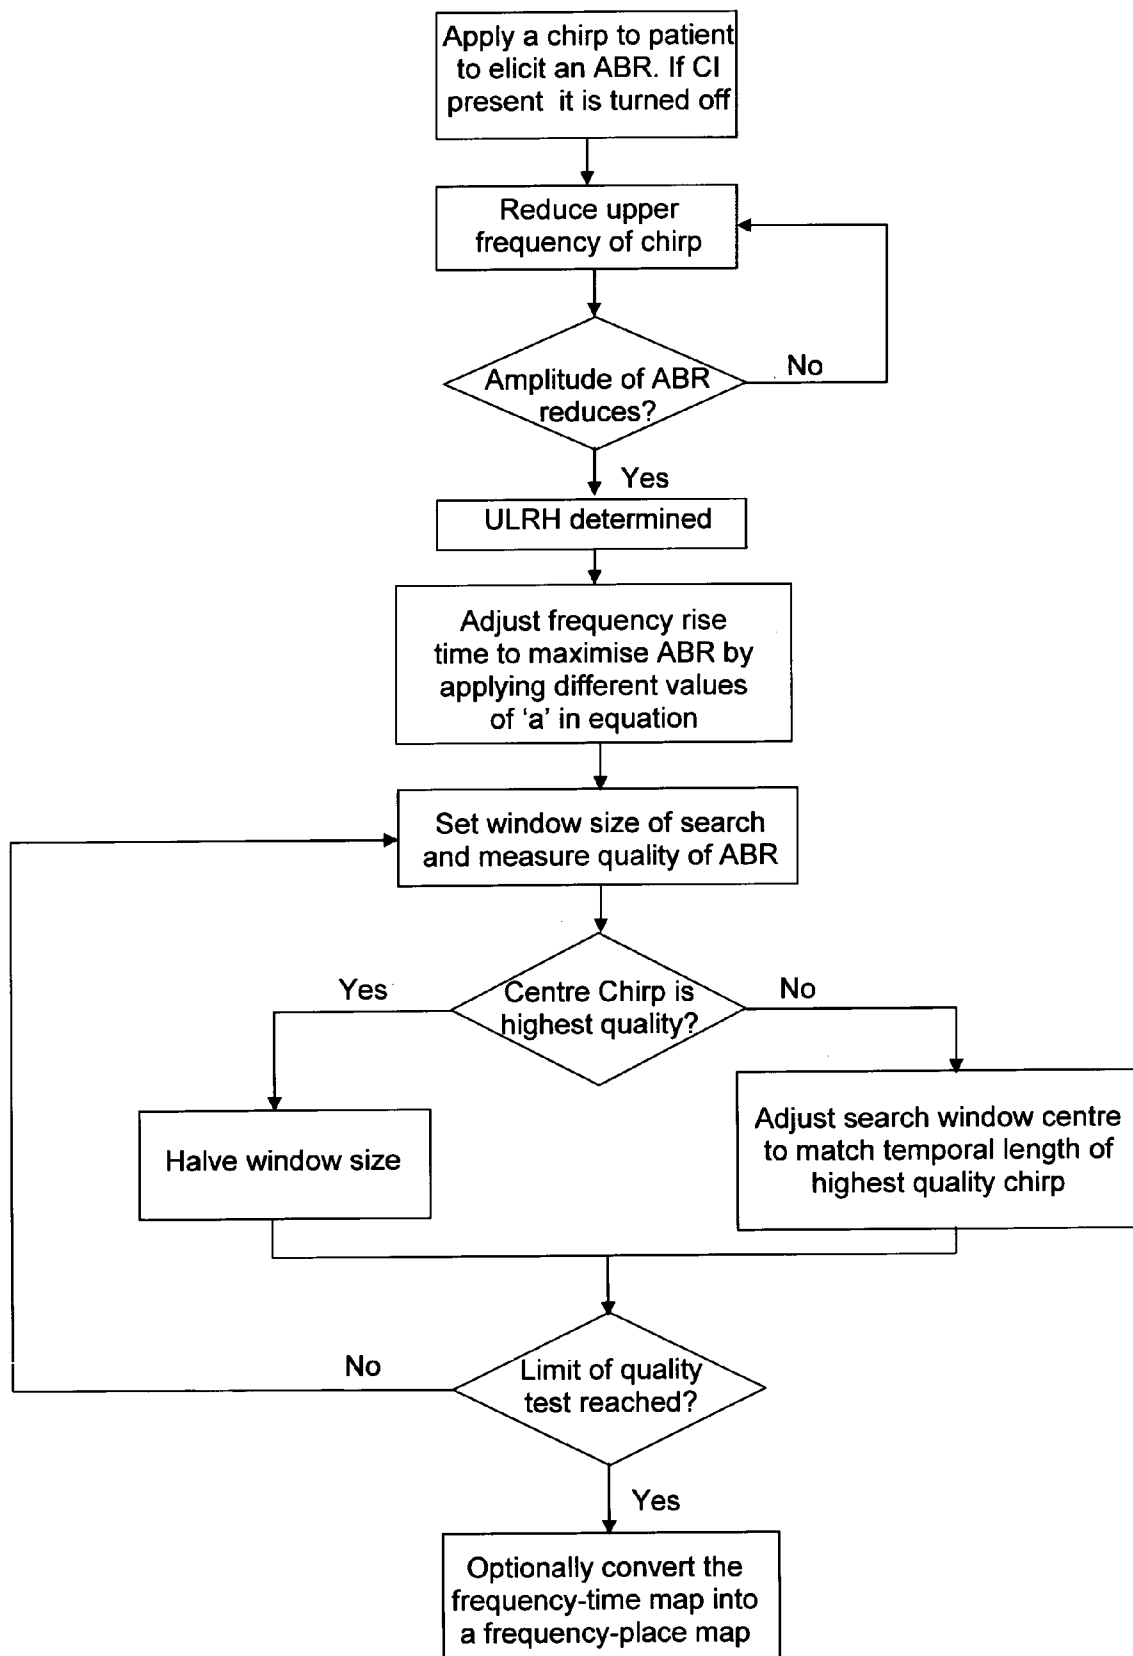 Apply a chirp to patient
to elicit an ABR. If CI
present it is turned off
Reduce upper
frequency of chirp
Amplitude of ABR
reduces?
No
Yes
ULRH determined
Adjust frequency rise
time to maximise ABR by
applying different values
of 'a' in equation
Set window size of search
and measure quality of ABR
Centre Chirp is
highest quality?
Yes
No
Halve window size
Adjust search window centre
to match temporal length of
highest quality chirp
Limit of quality
test reached?
No
Yes
Optionally convert the
frequency-time map into
a frequency-place map